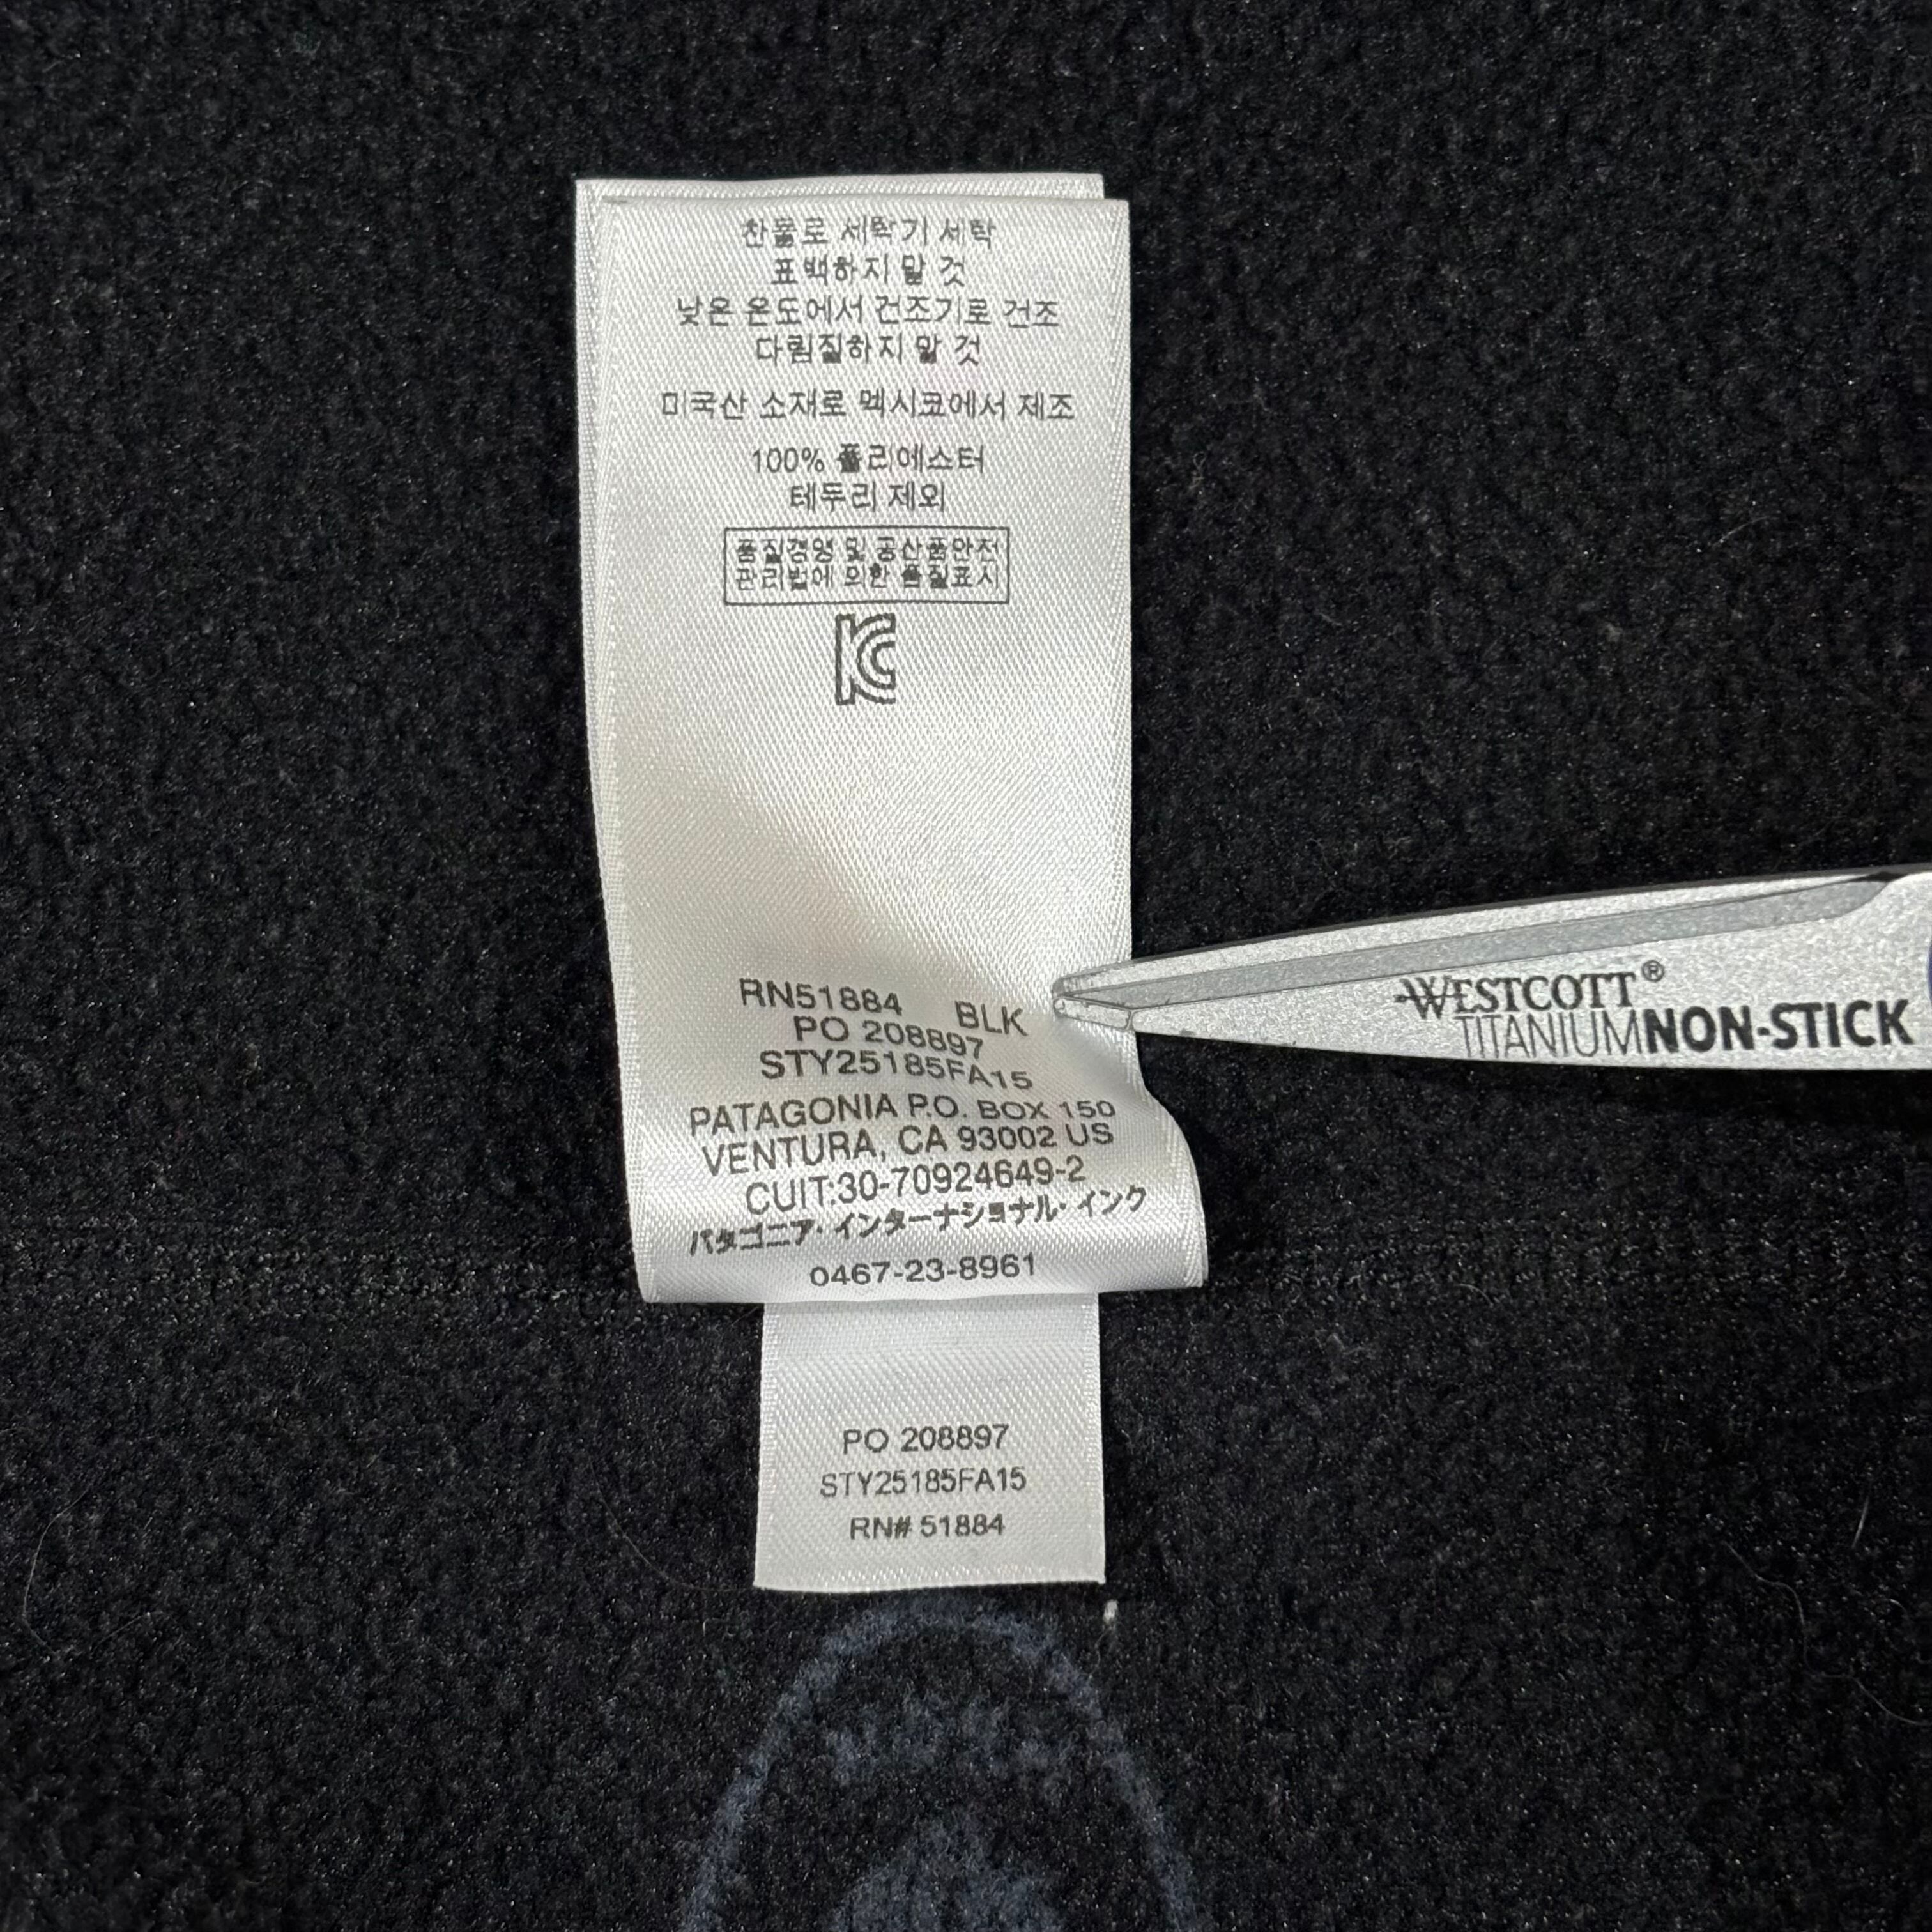 찬물로 세탁기 세탁
표백하지 말 것
낮은 온도에서 건조기로 건조
다림질하지 말 것
미국산 소재로 멕시코에서 제조
100% 폴리에스터
테두리 제외
품질경영 및 공산품안전
관리법에 의한 품질표시
KC
RN51884 BLK
PO 208897
STY25185FA15
PATAGONIA P.O. BOX 150
VENTURA, CA 93002 US
CUIT:30-70924649-2
パタゴニア・インターナショナル・インク
0467-23-8961
PO 208897
STY25185FA15
RN# 51884
WESTCOTT®
TITANIUM NON-STICK